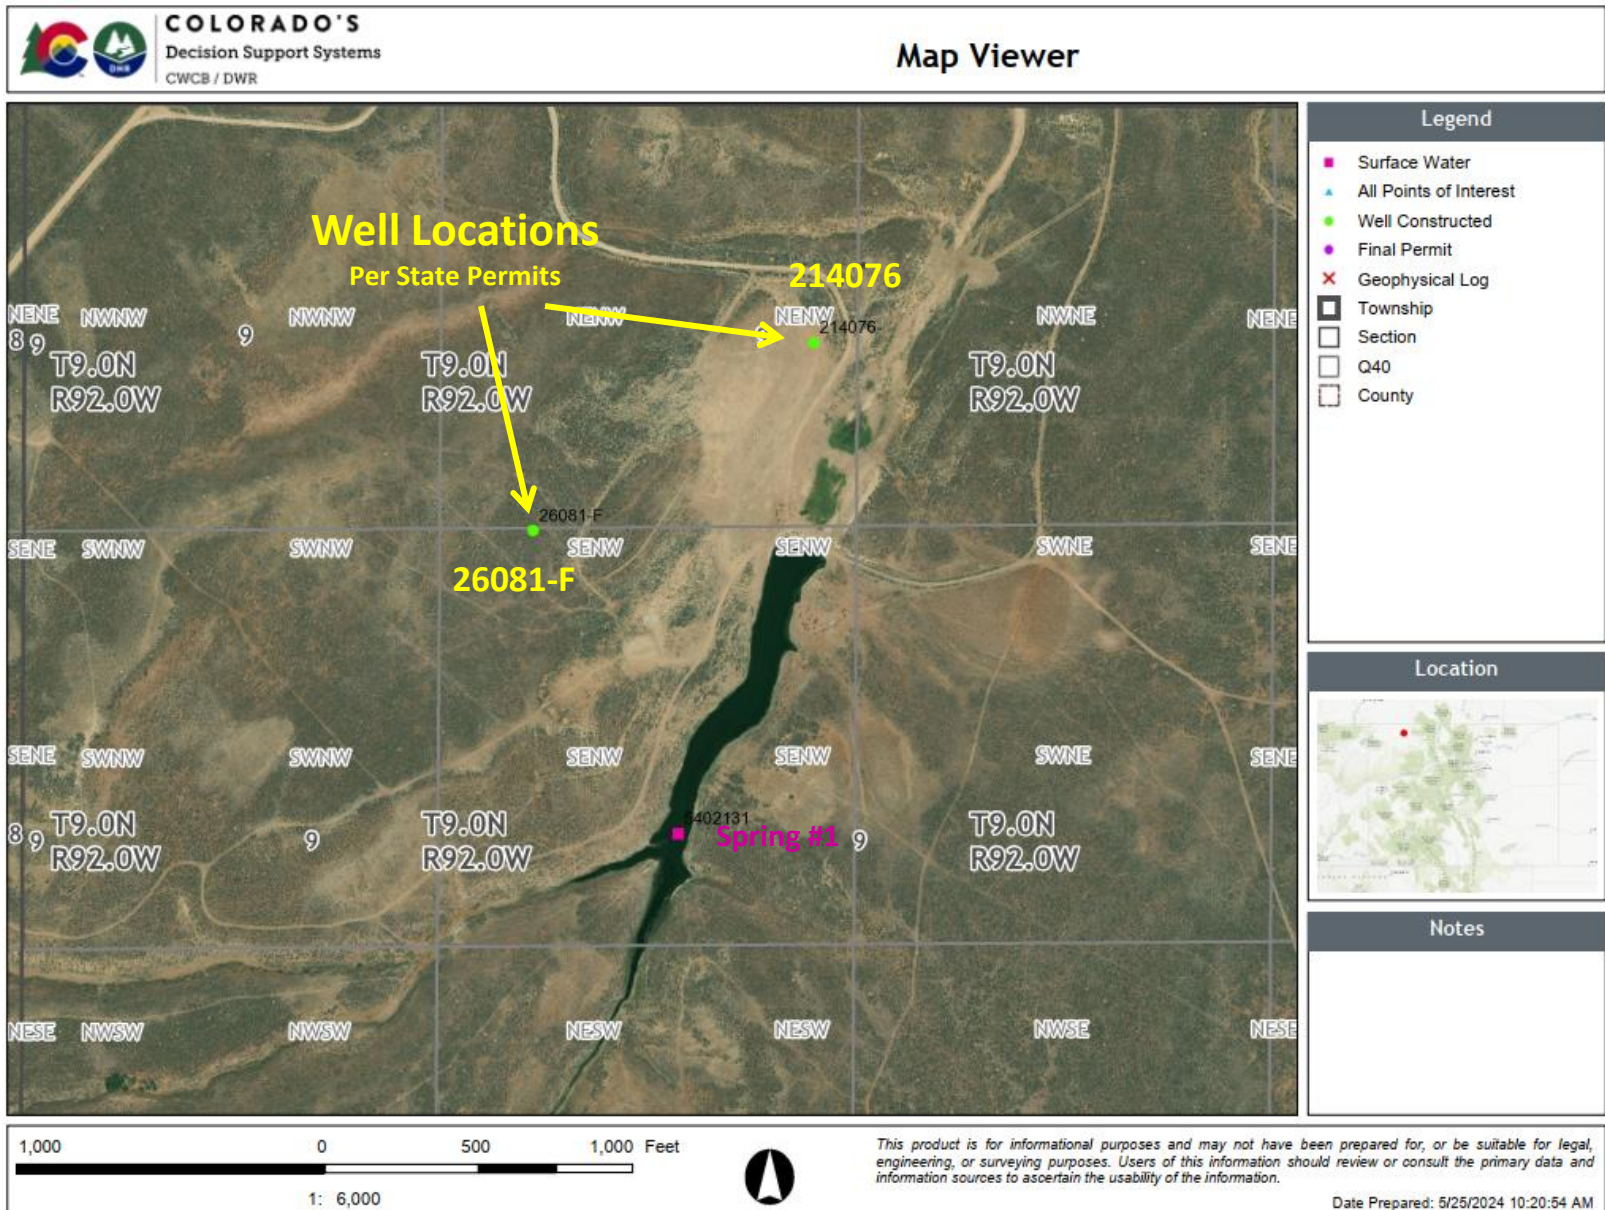 COLORADO'S
Decision Support Systems
CWCB / DWR
DNR
Map Viewer
Well Locations
Per State Permits
214076
NENE NWNW NWNW NENW NENW NWNE NENE
214076-
8 9 9 9
T9.0N T9.0N T9.0N
R92.0W R92.0W R92.0W
26081-F
SENE SWNW SWNW SENW SENW SWNE SENE
26081-F
SENE SWNW SWNW SENW SENW SWNE SENE
5402131
Spring #1
8 9 9 9
T9.0N T9.0N T9.0N
R92.0W R92.0W R92.0W
NESE NWSW NWSW NESW NESW NWSE NESE
Legend
Surface Water
All Points of Interest
Well Constructed
Final Permit
Geophysical Log
Township
Section
Q40
County
Location
Notes
1,000 0 500 1,000 Feet
1: 6,000
This product is for informational purposes and may not have been prepared for, or be suitable for legal,
engineering, or surveying purposes. Users of this information should review or consult the primary data and
information sources to ascertain the usability of the information.
Date Prepared: 5/25/2024 10:20:54 AM